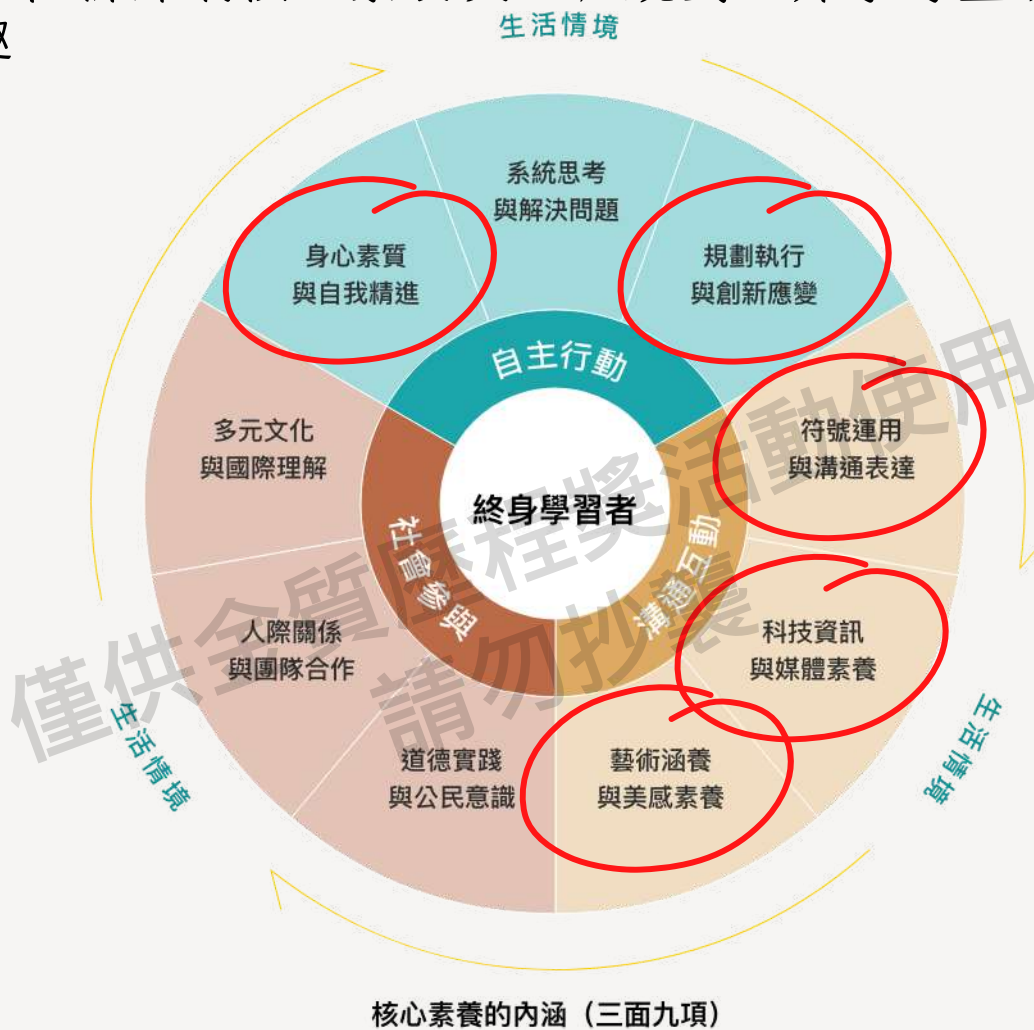 生活情境
系統思考
與解決問題
身心素質
與自我精進
規劃執行
與創新應變
自主行動
多元文化
與國際理解
符號運用
與溝通表達
終身學習者
社會參與
溝通互動
人際關係
與團隊合作
科技資訊
與媒體素養
道德實踐
與公民意識
藝術涵養
與美感素養
生活情境
生活情境
僅供金質歷程獎活動使用
請勿抄襲
核心素養的內涵（三面九項）